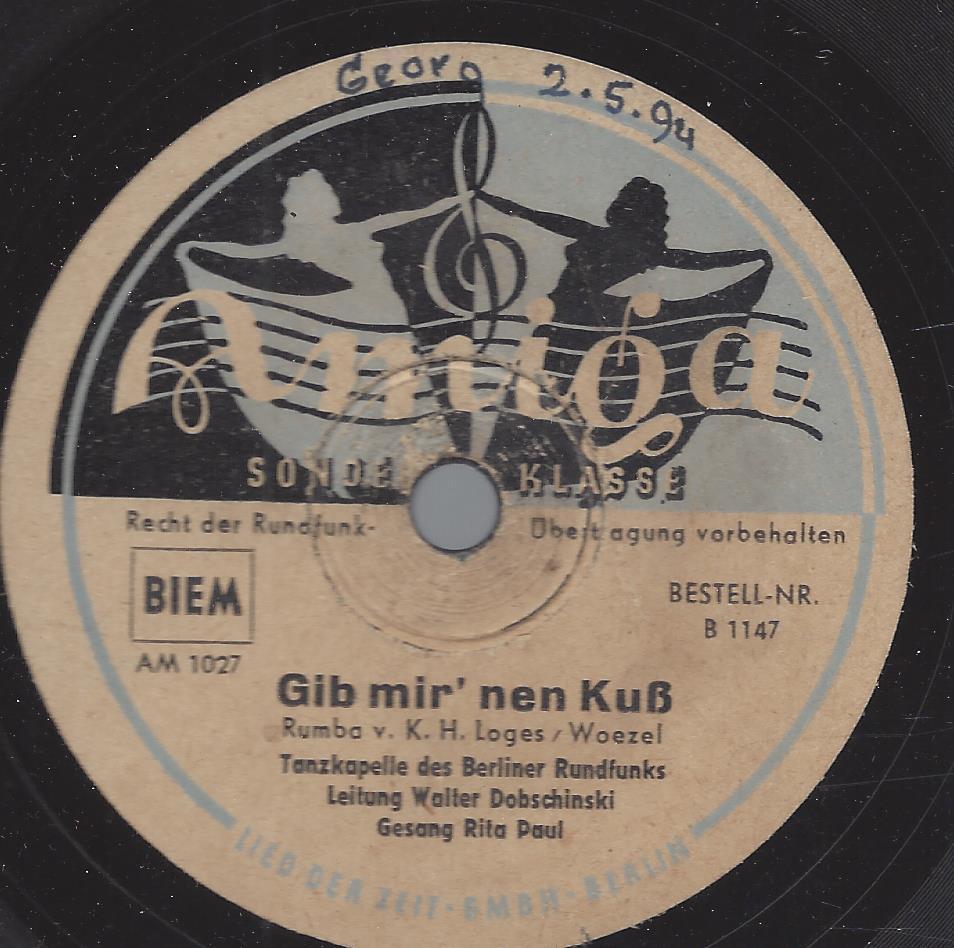 Georg 2.5.94
Amiga
SONDE KLASSE
Recht der Rundfunk- Übertragung vorbehalten
BIEM
BESTELL-NR.
B 1147
AM 1027
Gib mir' nen Kuß
Rumba v. K. H. Loges / Woezel
Tanzkapelle des Berliner Rundfunks
Leitung Walter Dobschinski
Gesang Rita Paul
LIED DER ZEIT · GMBH · BERLIN